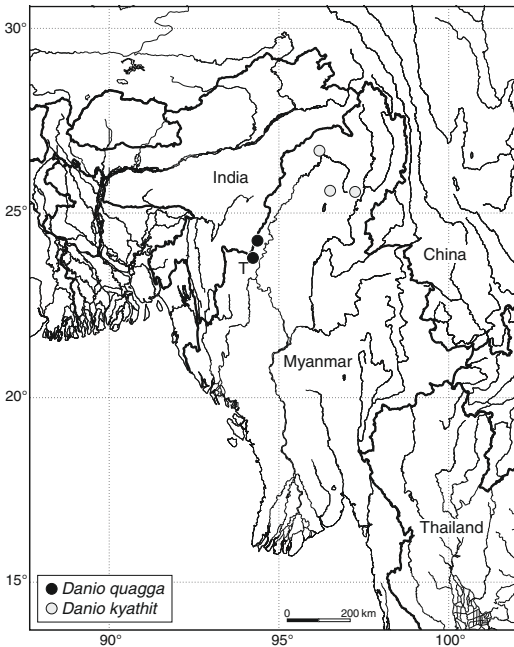 30°
India
25°
China
T
Myanmar
20°
Thailand
15°
Danio quagga
Danio kyathit
0 200 km
90° 95° 100°